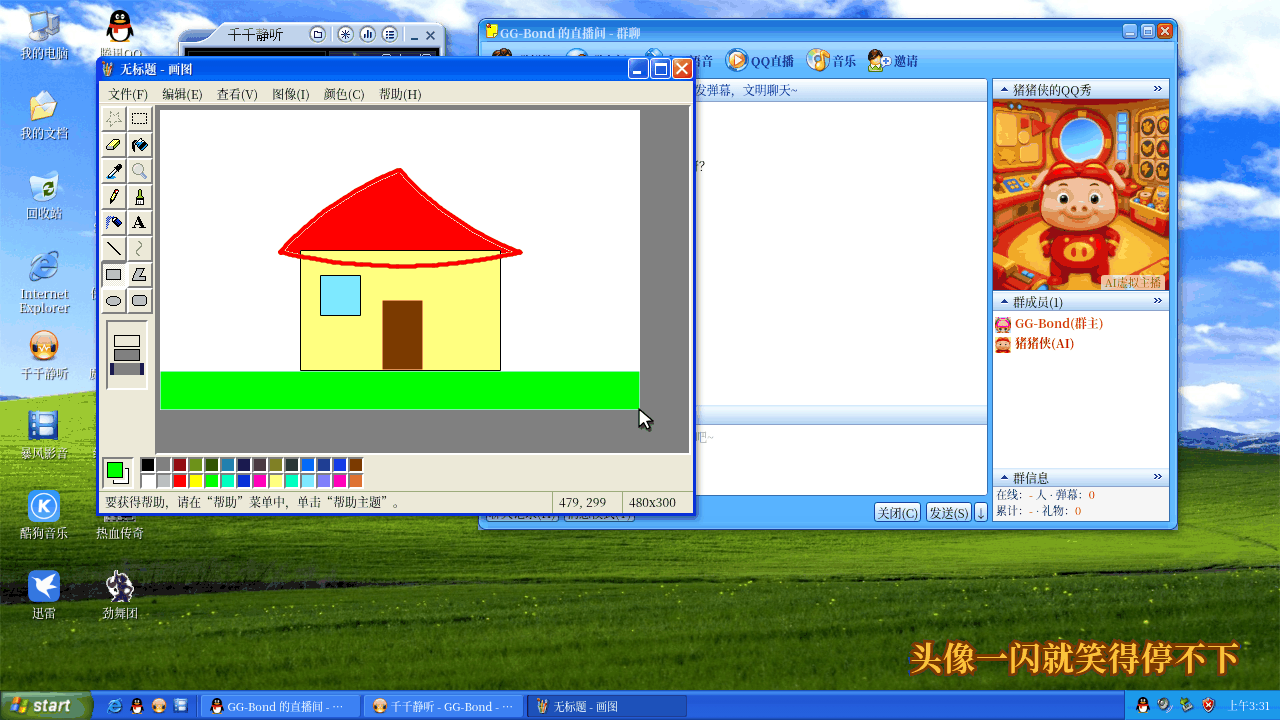 我的电脑
腾讯QQ
我的文档
回收站
Internet Explorer
千千静听
暴风影音
酷狗音乐
热血传奇
迅雷
劲舞团
千千静听
无标题 - 画图
文件(F) 编辑(E) 查看(V) 图像(I) 颜色(C) 帮助(H)
要获得帮助，请在“帮助”菜单中，单击“帮助主题”。
479, 299
480x300
GG-Bond 的直播间 - 群聊
语音 QQ直播 音乐 邀请
发弹幕，文明聊天~
吧~
关闭(C) 发送(S) ↓
猪猪侠的QQ秀
AI虚拟主播
群成员(1)
GG-Bond(群主)
猪猪侠(AI)
群信息
在线：- 人 · 弹幕：0
累计：- · 礼物：0
头像一闪就笑得停不下
start
GG-Bond 的直播间 - ···
千千静听 - GG-Bond - ···
无标题 - 画图
上午3:31